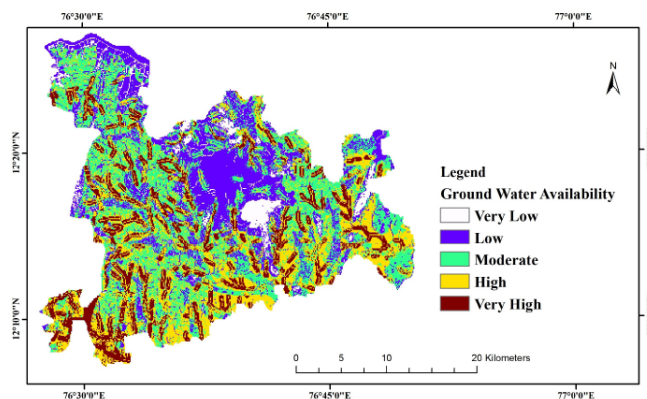 76°30'0"E 76°45'0"E 77°0'0"E
N
12°20'0"N
Legend
Ground Water Availability
Very Low
Low
Moderate
High
Very High
12°10'0"N
0 5 10 20 Kilometers
76°30'0"E 76°45'0"E 77°0'0"E